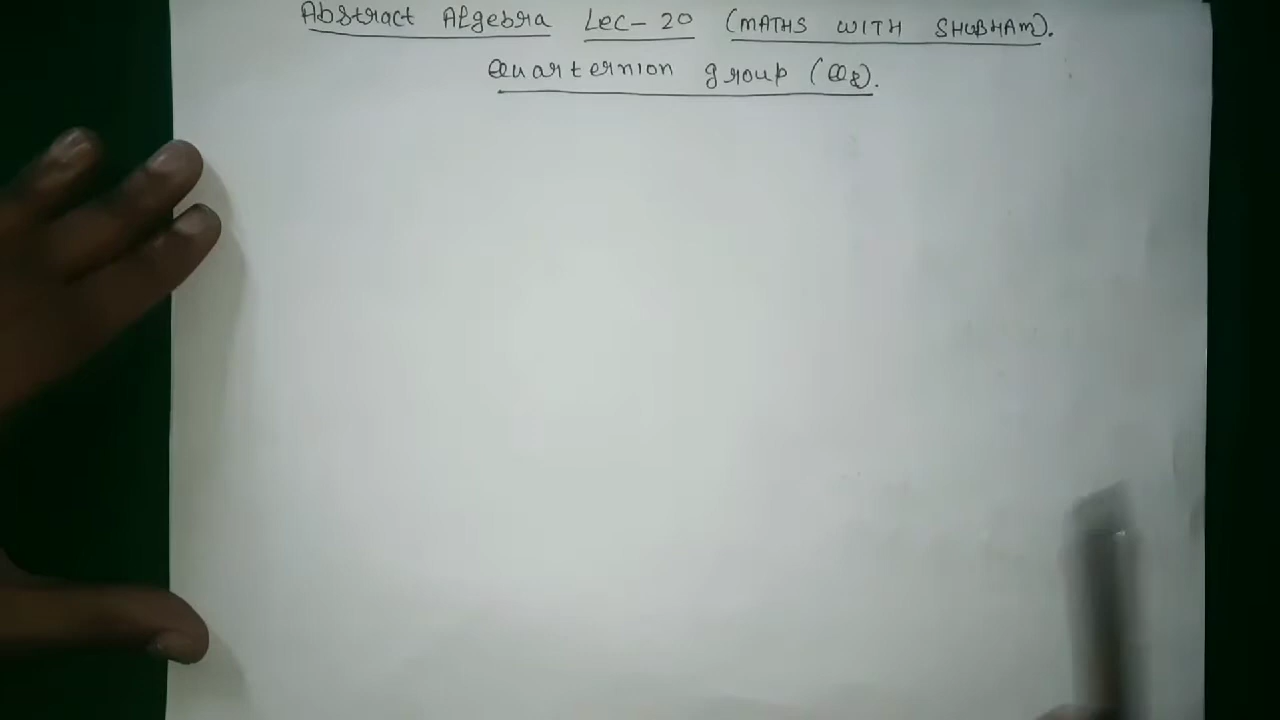 Abstract Algebra Lec-20 (MATHS WITH SHUBHAM).
Quarternion group (Q8).